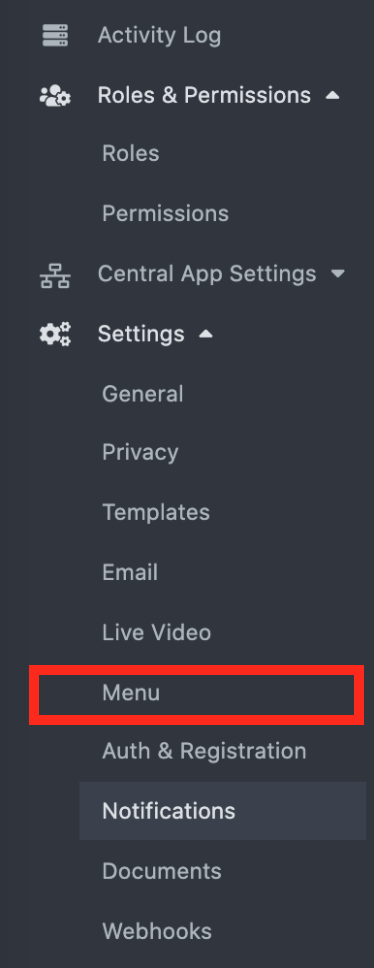 Activity Log
Roles & Permissions
Roles
Permissions
Central App Settings
Settings
General
Privacy
Templates
Email
Live Video
Menu
Auth & Registration
Notifications
Documents
Webhooks